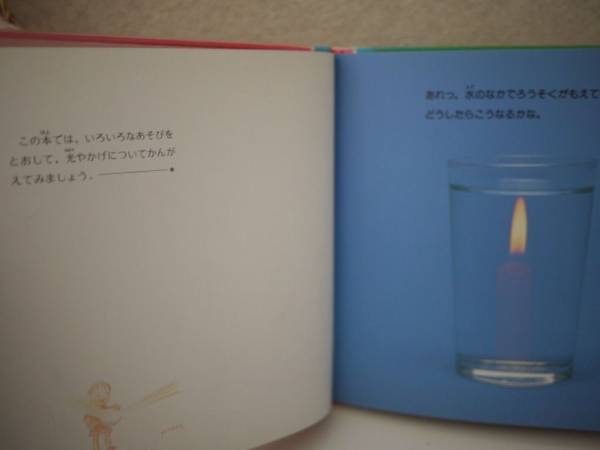 この本では、いろいろなあそびを
とおして、光やかげについてかんが
えてみましょう。
あれっ。水のなかでろうそくがもえて
どうしたらこうなるかな。